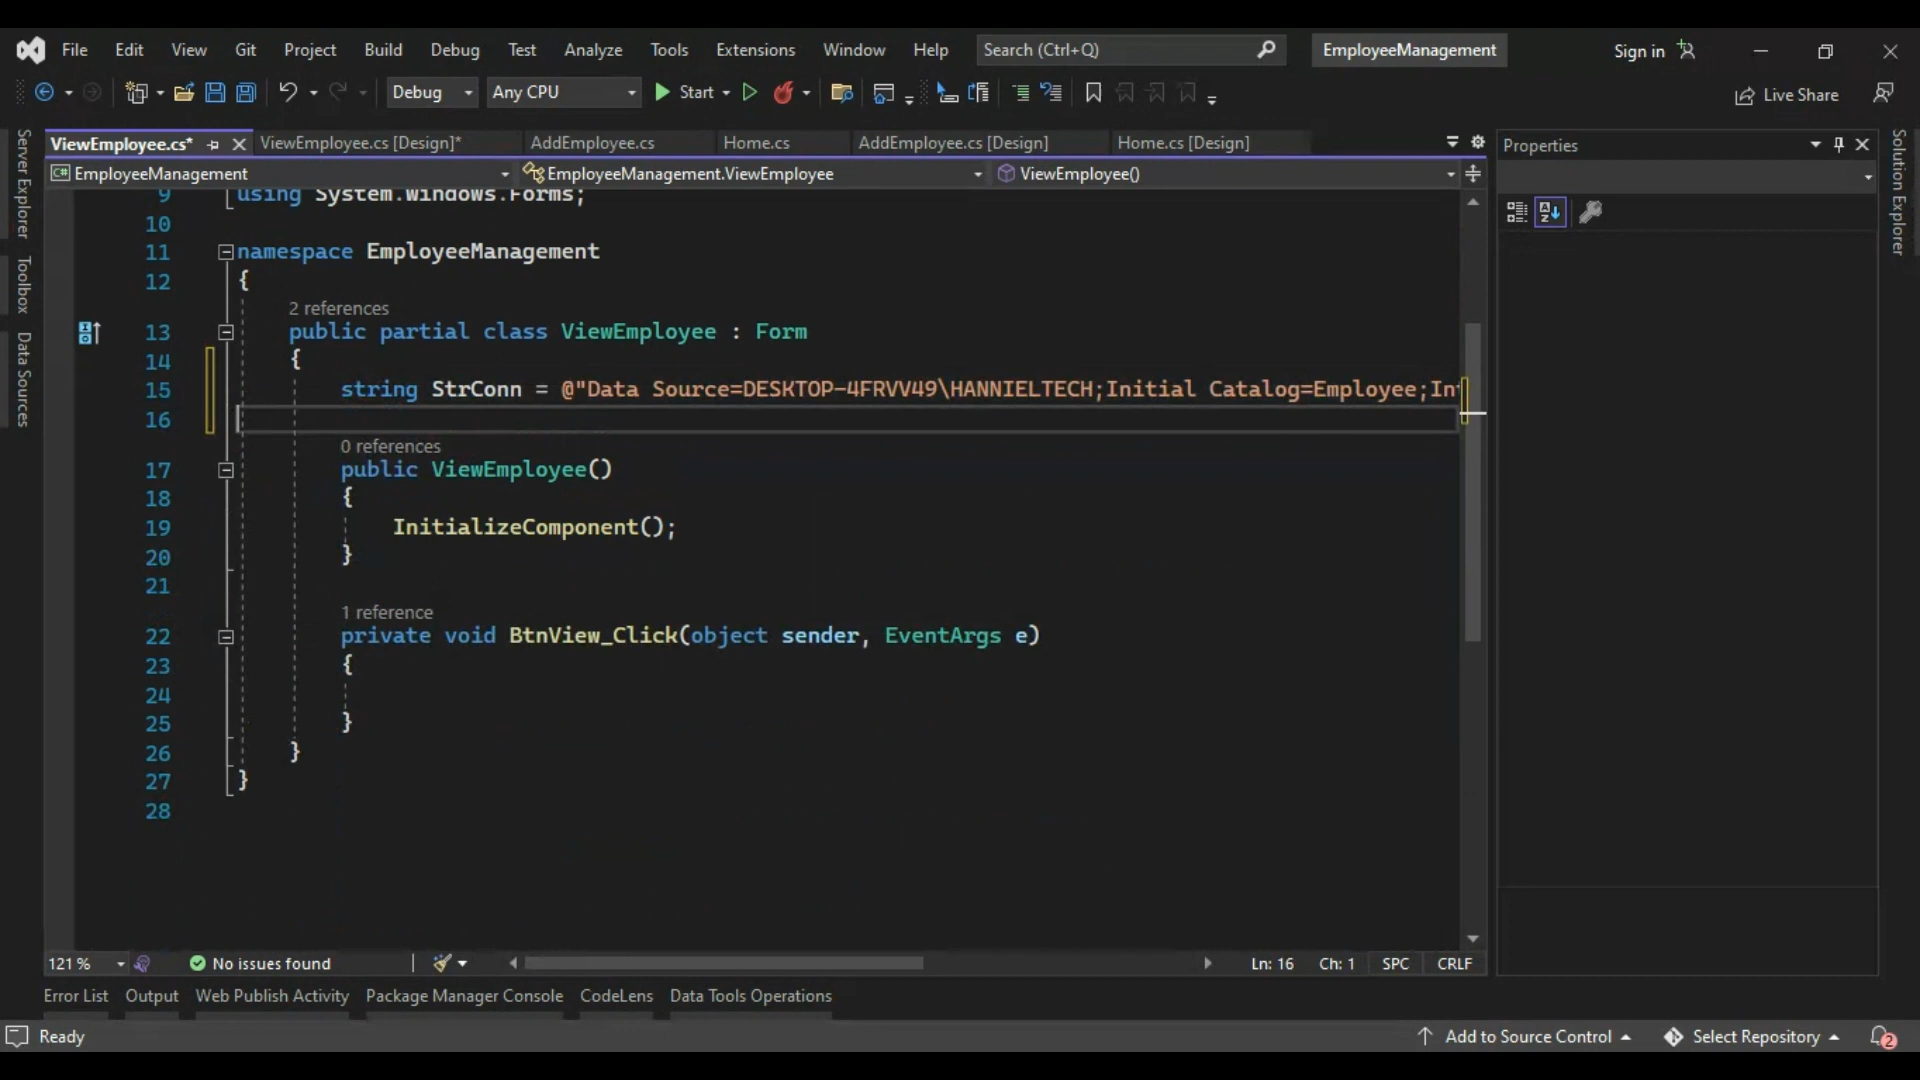 File Edit View Git Project Build Debug Test Analyze Tools Extensions Window Help Search (Ctrl+Q) EmployeeManagement Sign in
Debug Any CPU Start Live Share
ViewEmployee.cs* ViewEmployee.cs [Design]* AddEmployee.cs Home.cs AddEmployee.cs [Design] Home.cs [Design] Properties
C# EmployeeManagement EmployeeManagement.ViewEmployee ViewEmployee()
Server Explorer
Toolbox
Data Sources
9 using System.Windows.Forms;
10
11 namespace EmployeeManagement
12 {
2 references
13 public partial class ViewEmployee : Form
14 {
15 string StrConn = @"Data Source=DESKTOP-4FRVV49\HANNIELTECH;Initial Catalog=Employee;In
16
0 references
17 public ViewEmployee()
18 {
19 InitializeComponent();
20 }
21
1 reference
22 private void BtnView_Click(object sender, EventArgs e)
23 {
24
25 }
26 }
27 }
28
Solution Explorer
121 % No issues found Ln: 16 Ch: 1 SPC CRLF
Error List Output Web Publish Activity Package Manager Console CodeLens Data Tools Operations
Ready Add to Source Control Select Repository 2